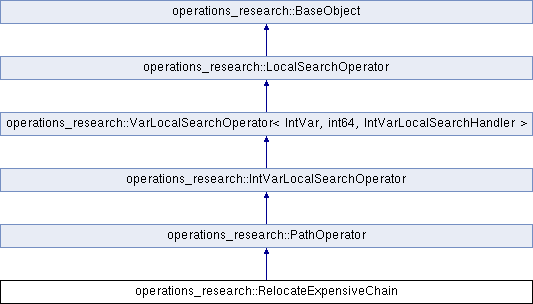 operations_research::BaseObject
operations_research::LocalSearchOperator
operations_research::VarLocalSearchOperator< IntVar, int64, IntVarLocalSearchHandler >
operations_research::IntVarLocalSearchOperator
operations_research::PathOperator
operations_research::RelocateExpensiveChain